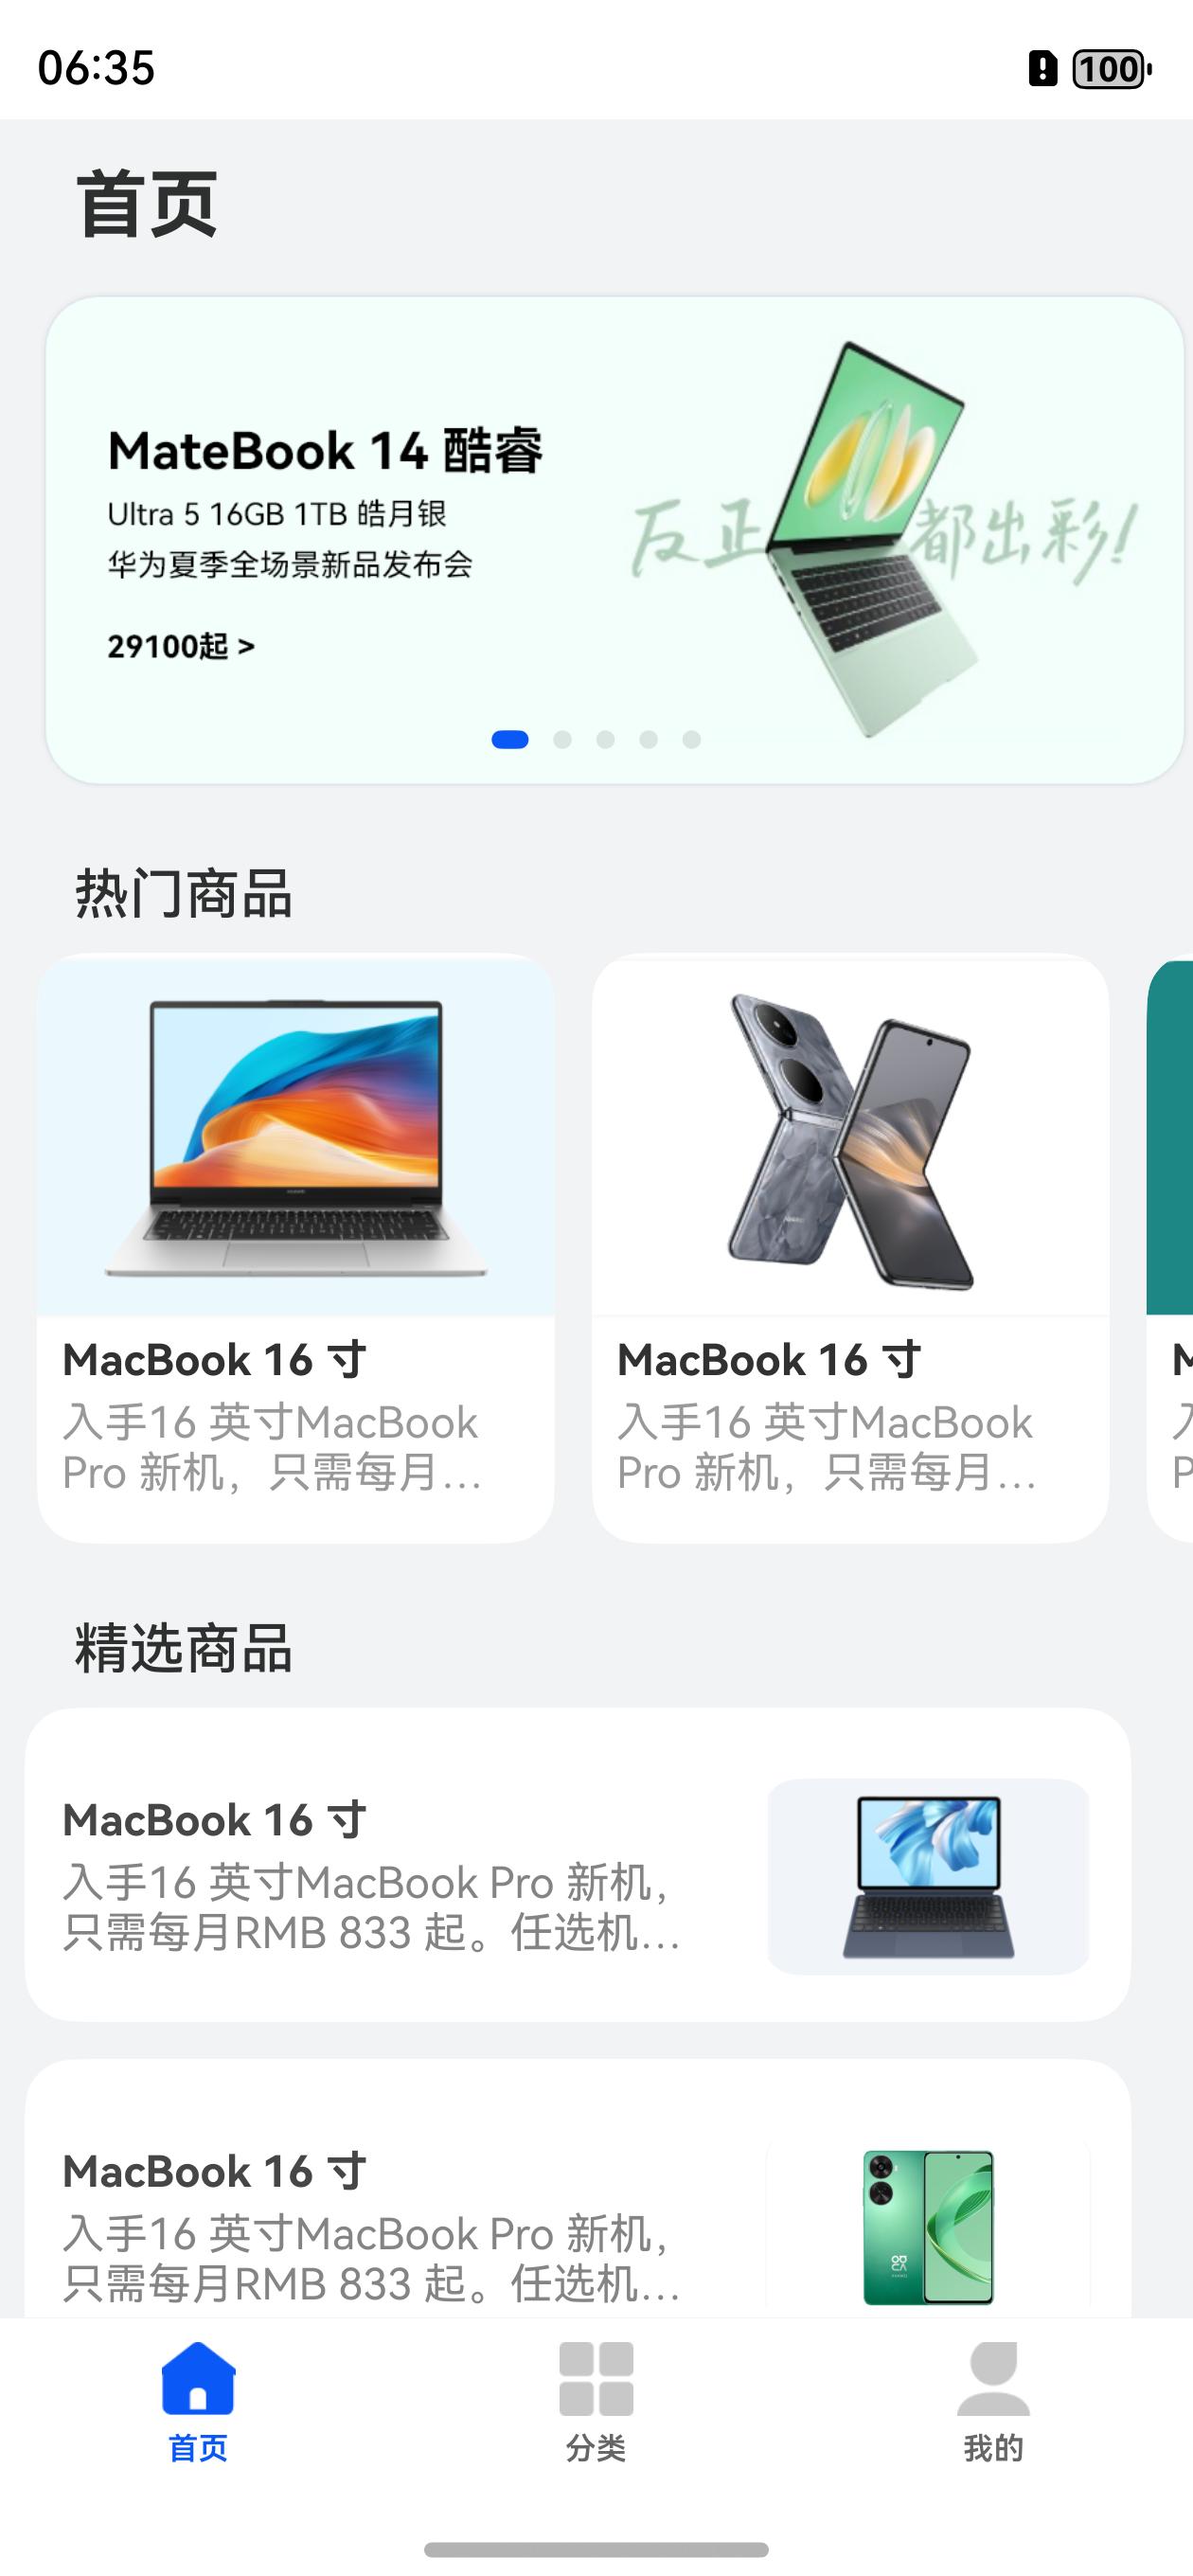 06:35
100
首页
MateBook 14 酷睿
Ultra 5 16GB 1TB 皓月银
华为夏季全场景新品发布会
29100起 >
反正 都出彩!
热门商品
MacBook 16 寸
入手16 英寸MacBook
Pro 新机，只需每月...
MacBook 16 寸
入手16 英寸MacBook
Pro 新机，只需每月...
精选商品
MacBook 16 寸
入手16 英寸MacBook Pro 新机，
只需每月RMB 833 起。任选机...
MacBook 16 寸
入手16 英寸MacBook Pro 新机，
只需每月RMB 833 起。任选机...
首页
分类
我的